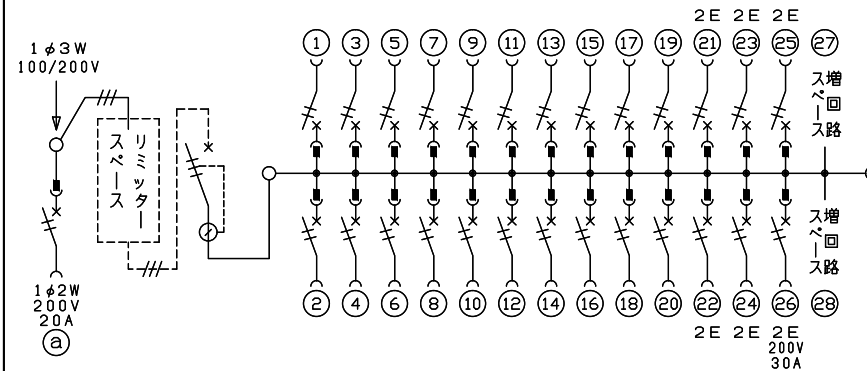 2E 2E 2E
1 3 5 7 9 11 13 15 17 19 21 23 25 27
1φ3W
100/200V
リミッター
スペース
増回路
スペース
増回路
スペース
1φ2W
200V
20A
a
2 4 6 8 10 12 14 16 18 20 22 24 26 28
2E 2E 2E
200V
30A